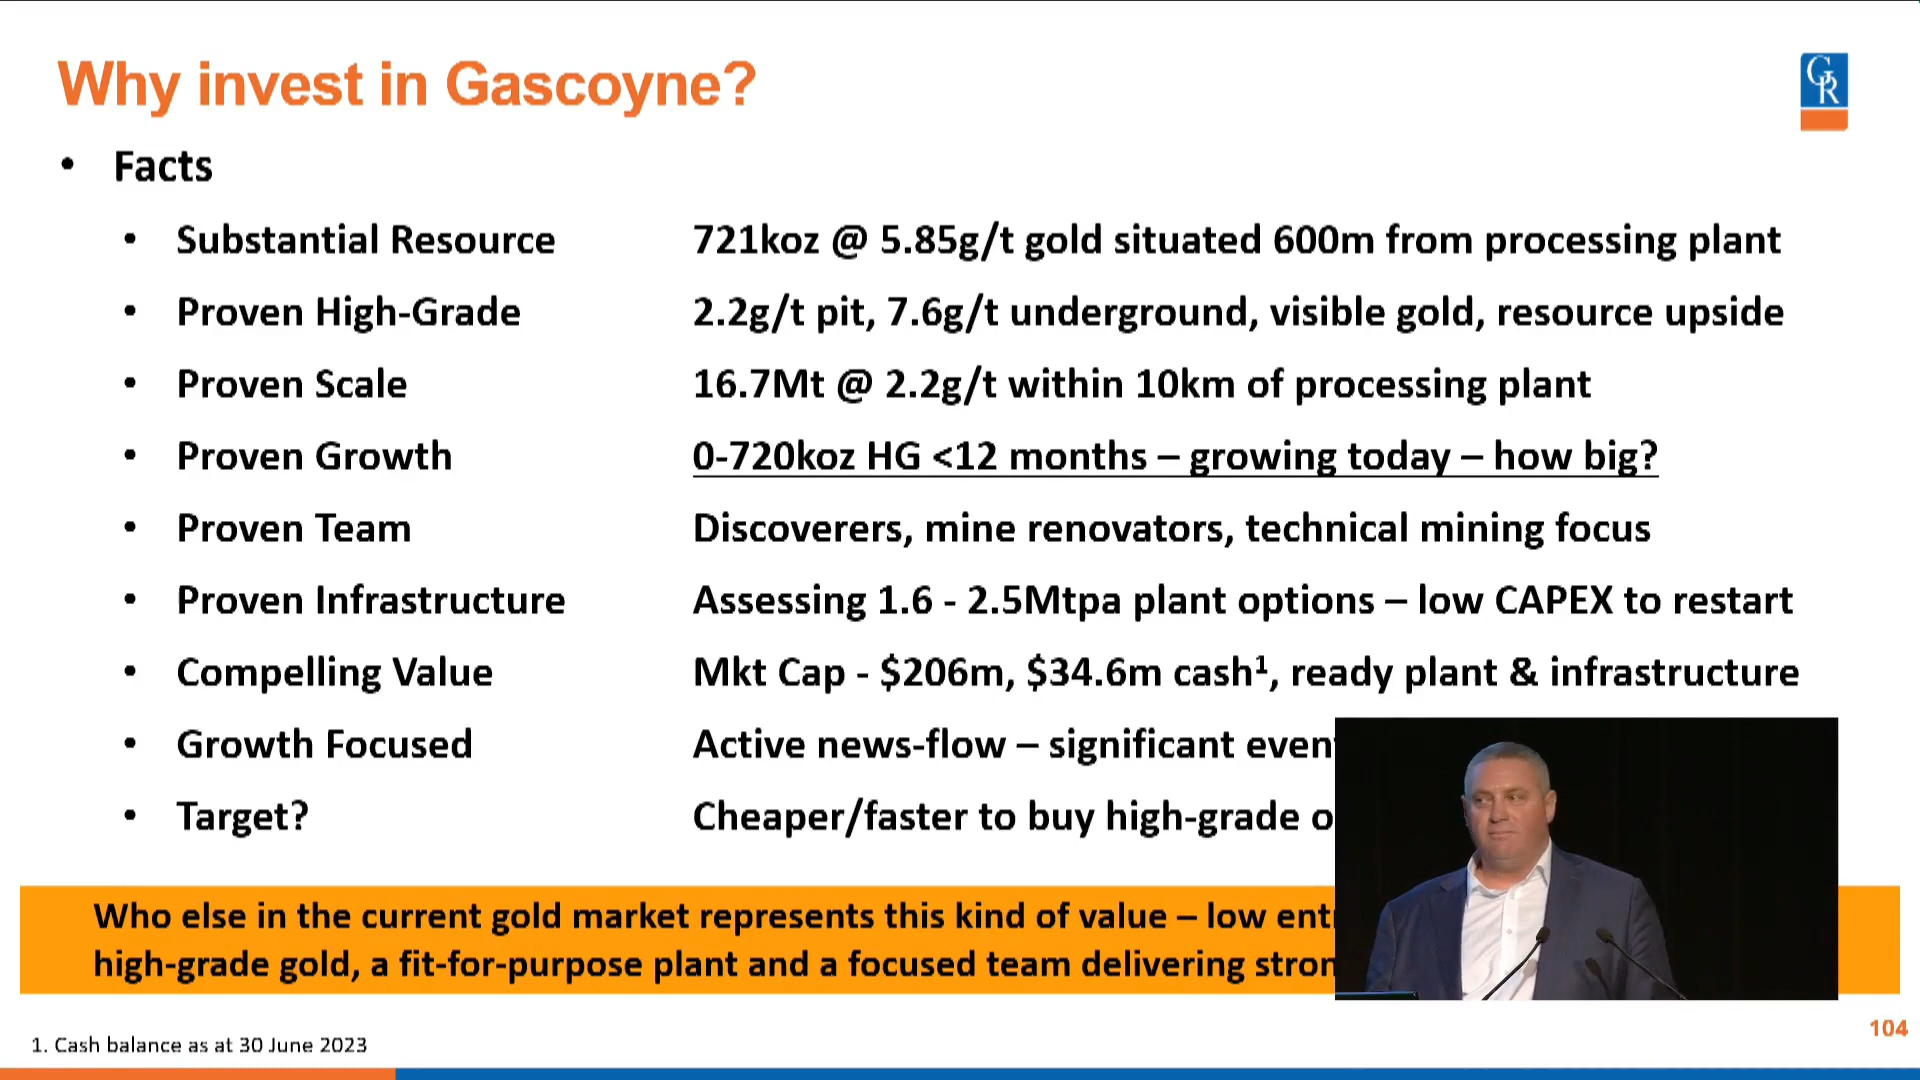 Why invest in Gascoyne?
GR
• Facts
• Substantial Resource 721koz @ 5.85g/t gold situated 600m from processing plant
• Proven High-Grade 2.2g/t pit, 7.6g/t underground, visible gold, resource upside
• Proven Scale 16.7Mt @ 2.2g/t within 10km of processing plant
• Proven Growth 0-720koz HG <12 months – growing today – how big?
• Proven Team Discoverers, mine renovators, technical mining focus
• Proven Infrastructure Assessing 1.6 - 2.5Mtpa plant options – low CAPEX to restart
• Compelling Value Mkt Cap - $206m, $34.6m cash¹, ready plant & infrastructure
• Growth Focused Active news-flow – significant
• Target? Cheaper/faster to buy high-grade
Who else in the current gold market represents this kind of value – low
high-grade gold, a fit-for-purpose plant and a focused team delivering
104
1. Cash balance as at 30 June 2023